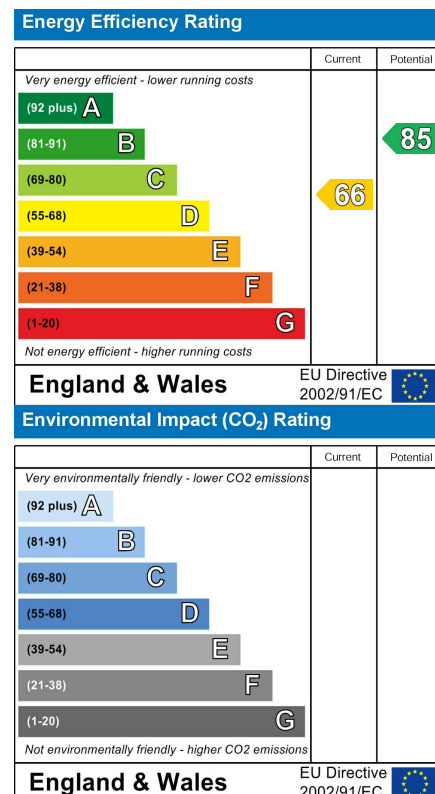 Energy Efficiency Rating
Current Potential
Very energy efficient - lower running costs
(92 plus) A
(81-91) B
85
(69-80) C
66
(55-68) D
(39-54) E
(21-38) F
(1-20) G
Not energy efficient - higher running costs
England & Wales
EU Directive
2002/91/EC
Environmental Impact (CO₂) Rating
Current Potential
Very environmentally friendly - lower CO2 emissions
(92 plus) A
(81-91) B
(69-80) C
(55-68) D
(39-54) E
(21-38) F
(1-20) G
Not environmentally friendly - higher CO2 emissions
England & Wales
EU Directive
2002/91/EC